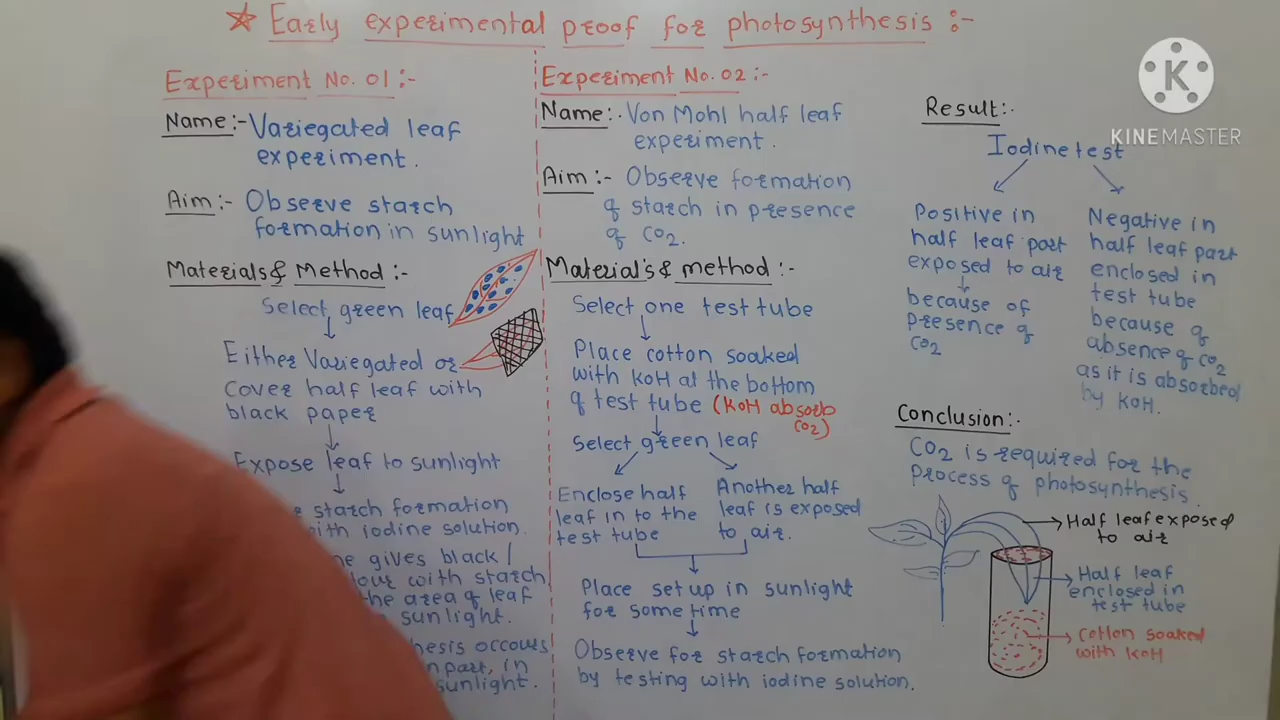 ☆ Early experimental proof for photosynthesis :-
Experiment No. 01 :-
Name :- Variegated leaf
experiment.
Aim :- Observe starch
formation in sunlight
Materials & Method :-
Select green leaf
Either Variegated or
cover half leaf with
black paper
Expose leaf to sunlight
starch formation
with iodine solution.
gives black /
with starch
the area of leaf
sunlight.
occours
part, in
sunlight.
Experiment No. 02 :-
Name :- Von Mohl half leaf
experiment.
Aim :- Observe formation
of starch in presence
of CO2.
Material's & method :-
Select one test tube
Place cotton soaked
with KOH at the bottom
of test tube (KOH absorb
CO2)
Select green leaf
Enclose half
leaf in to the
test tube
Another half
leaf is exposed
to air.
Place set up in sunlight
for some time
Observe for starch formation
by testing with iodine solution.
Result :-
Iodine test
Positive in
half leaf part
exposed to air
because of
presence of
CO2
Negative in
half leaf part
enclosed in
test tube
because of
absence of CO2
as it is absorbed
by KOH.
Conclusion :-
CO2 is required for the
process of photosynthesis.
Half leaf exposed
to air
Half leaf
enclosed in
test tube
Cotton soaked
with KOH
K
KINEMASTER